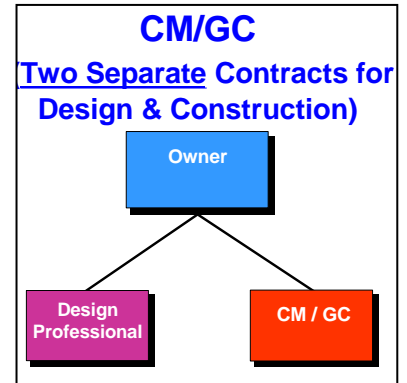 CM/GC
(Two Separate Contracts for
Design & Construction)
Owner
Design
Professional
CM / GC